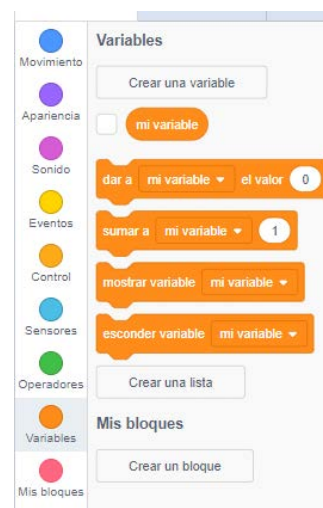 Movimiento
Apariencia
Sonido
Eventos
Control
Sensores
Operadores
Variables
Mis bloques
Variables
Crear una variable
mi variable
dar a mi variable el valor 0
sumar a mi variable 1
mostrar variable mi variable
esconder variable mi variable
Crear una lista
Mis bloques
Crear un bloque